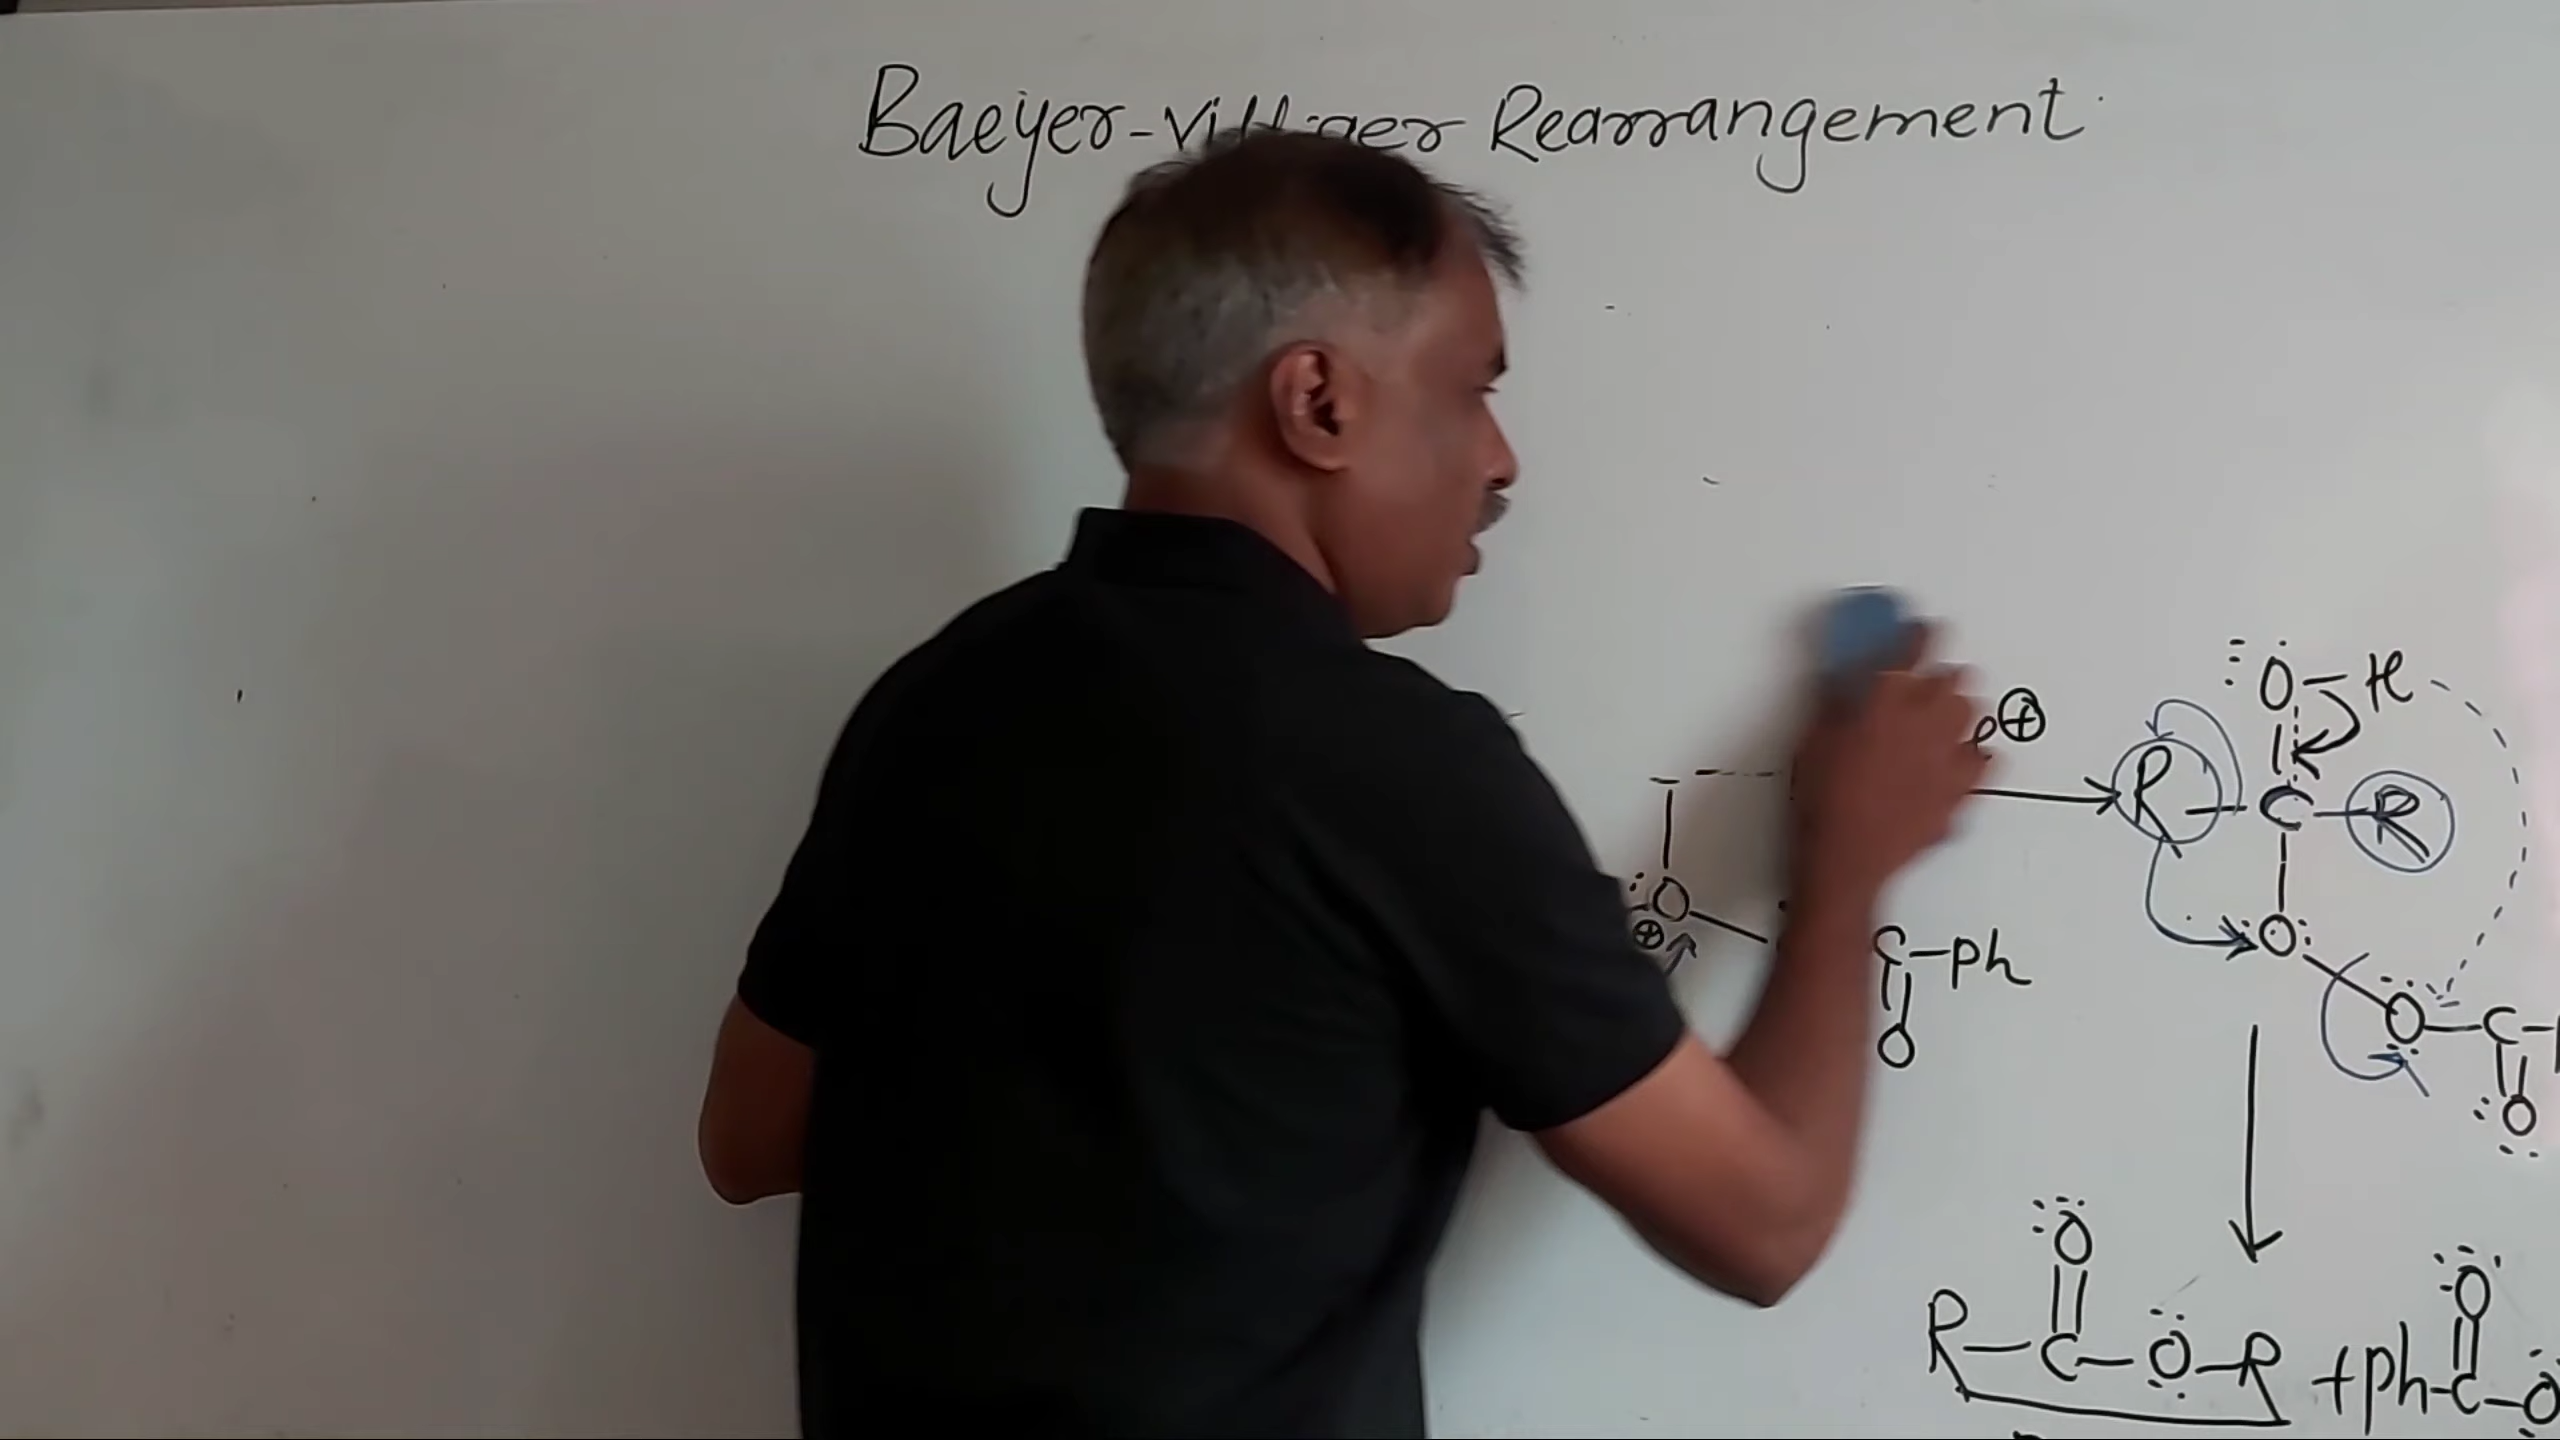 Baeyer-Villiger Rearrangement.
O-H
⊕
R-C-R
O
⊕
O
C-ph
O-C
O
O
O
O
R-C-O-R +ph-C-O